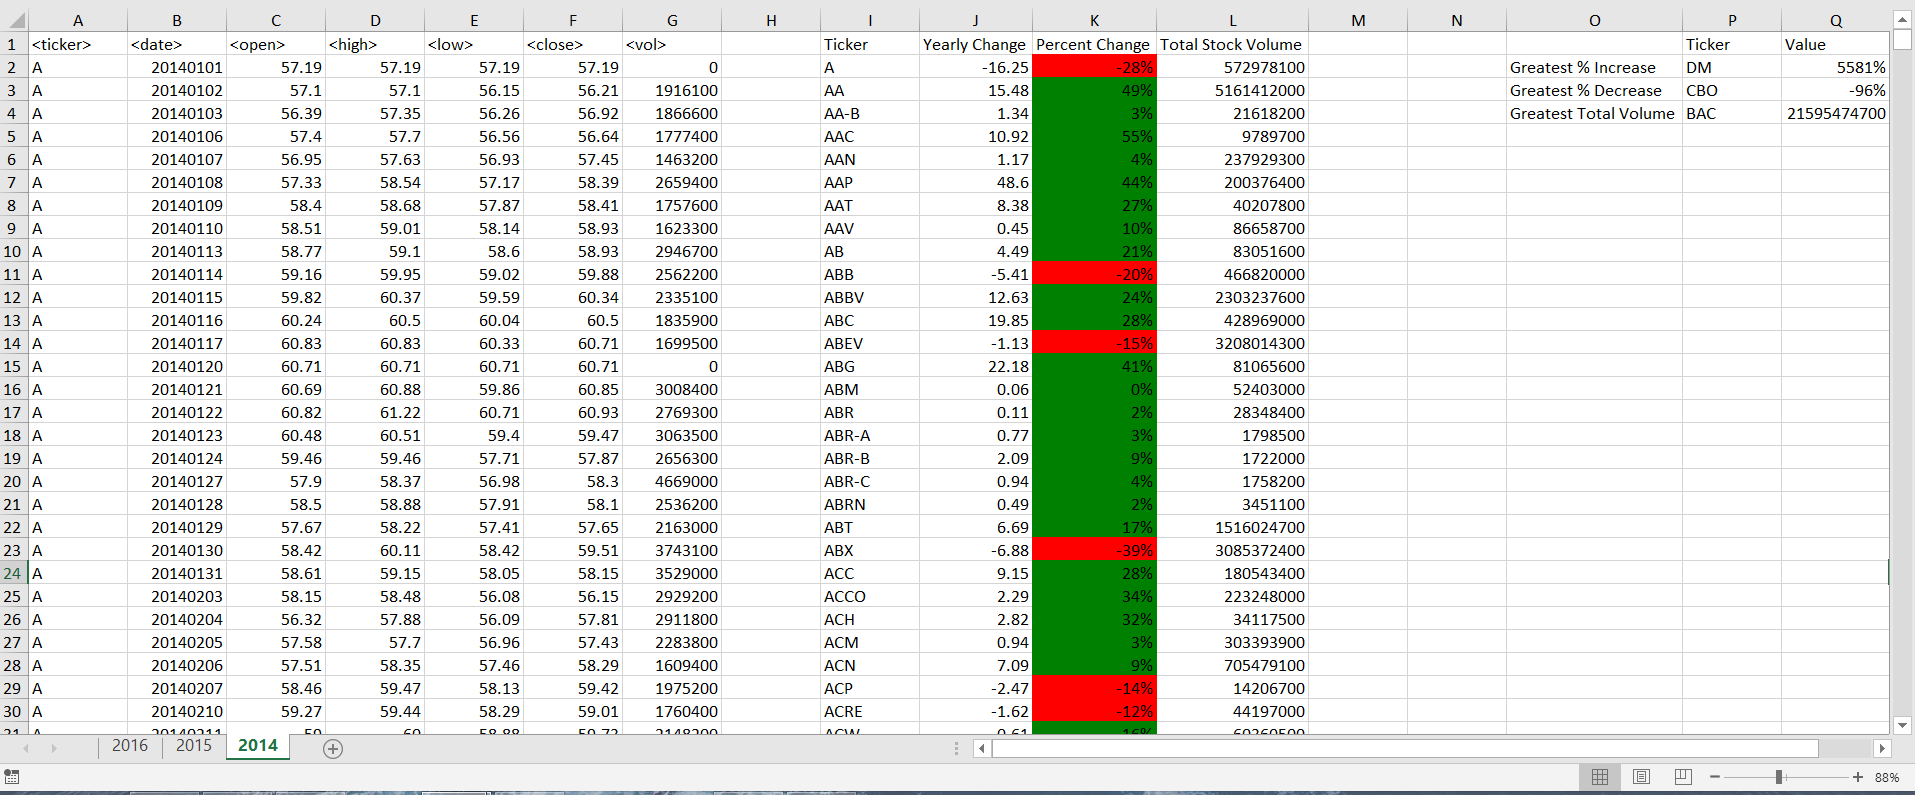 A B C D E F G H I J K L M N O P Q
1 <ticker> <date> <open> <high> <low> <close> <vol> Ticker Yearly Change Percent Change Total Stock Volume Ticker Value
2 A 20140101 57.19 57.19 57.19 57.19 0 A -16.25 -28% 572978100 Greatest % Increase DM 5581%
3 A 20140102 57.1 57.1 56.15 56.21 1916100 AA 15.48 49% 5161412000 Greatest % Decrease CBO -96%
4 A 20140103 56.39 57.35 56.26 56.92 1866600 AA-B 1.34 3% 21618200 Greatest Total Volume BAC 21595474700
5 A 20140106 57.4 57.7 56.56 56.64 1777400 AAC 10.92 55% 9789700
6 A 20140107 56.95 57.63 56.93 57.45 1463200 AAN 1.17 4% 237929300
7 A 20140108 57.33 58.54 57.17 58.39 2659400 AAP 48.6 44% 200376400
8 A 20140109 58.4 58.68 57.87 58.41 1757600 AAT 8.38 27% 40207800
9 A 20140110 58.51 59.01 58.14 58.93 1623300 AAV 0.45 10% 86658700
10 A 20140113 58.77 59.1 58.6 58.93 2946700 AB 4.49 21% 83051600
11 A 20140114 59.16 59.95 59.02 59.88 2562200 ABB -5.41 -20% 466820000
12 A 20140115 59.82 60.37 59.59 60.34 2335100 ABBV 12.63 24% 2303237600
13 A 20140116 60.24 60.5 60.04 60.5 1835900 ABC 19.85 28% 428969000
14 A 20140117 60.83 60.83 60.33 60.71 1699500 ABEV -1.13 -15% 3208014300
15 A 20140120 60.71 60.71 60.71 60.71 0 ABG 22.18 41% 81065600
16 A 20140121 60.69 60.88 59.86 60.85 3008400 ABM 0.06 0% 52403000
17 A 20140122 60.82 61.22 60.71 60.93 2769300 ABR 0.11 2% 28348400
18 A 20140123 60.48 60.51 59.4 59.47 3063500 ABR-A 0.77 3% 1798500
19 A 20140124 59.46 59.46 57.71 57.87 2656300 ABR-B 2.09 9% 1722000
20 A 20140127 57.9 58.37 56.98 58.3 4669000 ABR-C 0.94 4% 1758200
21 A 20140128 58.5 58.88 57.91 58.1 2536200 ABRN 0.49 2% 3451100
22 A 20140129 57.67 58.22 57.41 57.65 2163000 ABT 6.69 17% 1516024700
23 A 20140130 58.42 60.11 58.42 59.51 3743100 ABX -6.88 -39% 3085372400
24 A 20140131 58.61 59.15 58.05 58.15 3529000 ACC 9.15 28% 180543400
25 A 20140203 58.15 58.48 56.08 56.15 2929200 ACCO 2.29 34% 223248000
26 A 20140204 56.32 57.88 56.09 57.81 2911800 ACH 2.82 32% 34117500
27 A 20140205 57.58 57.7 56.96 57.43 2283800 ACM 0.94 3% 303393900
28 A 20140206 57.51 58.35 57.46 58.29 1609400 ACN 7.09 9% 705479100
29 A 20140207 58.46 59.47 58.13 59.42 1975200 ACP -2.47 -14% 14206700
30 A 20140210 59.27 59.44 58.29 59.01 1760400 ACRE -1.62 -12% 44197000
2016 2015 2014
88%